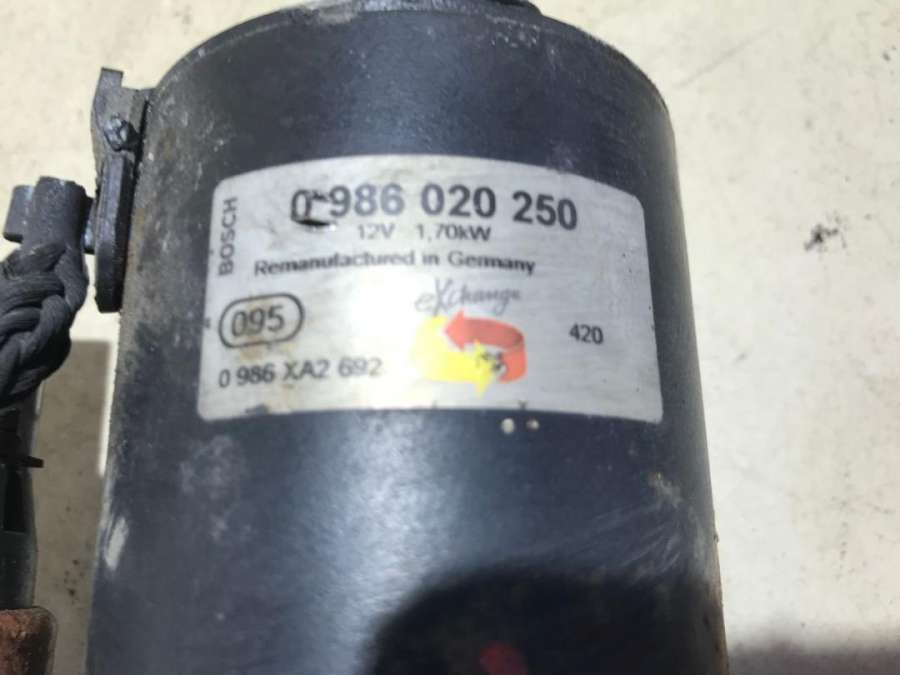 BOSCH
0 986 020 250
12V 1,70kW
Remanufactured in Germany
eXchange
095
420
0 986 XA2 692